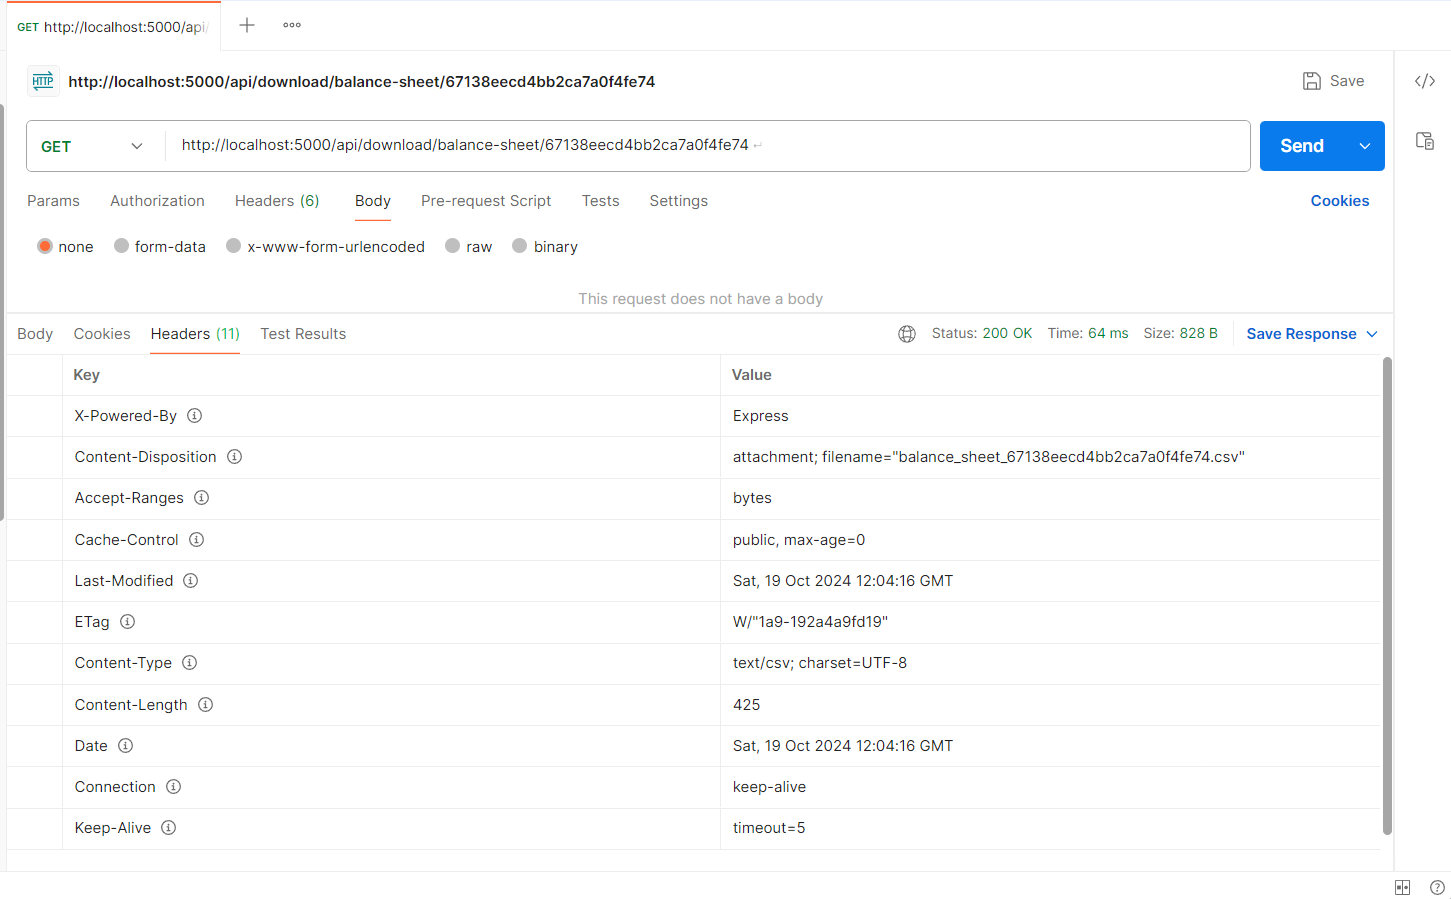 GET http://localhost:5000/api/
HTTP http://localhost:5000/api/download/balance-sheet/67138eecd4bb2ca7a0f4fe74 Save
GET http://localhost:5000/api/download/balance-sheet/67138eecd4bb2ca7a0f4fe74 Send
Params Authorization Headers (6) Body Pre-request Script Tests Settings Cookies
none form-data x-www-form-urlencoded raw binary
This request does not have a body
Body Cookies Headers (11) Test Results Status: 200 OK Time: 64 ms Size: 828 B Save Response
Key Value
X-Powered-By Express
Content-Disposition attachment; filename="balance_sheet_67138eecd4bb2ca7a0f4fe74.csv"
Accept-Ranges bytes
Cache-Control public, max-age=0
Last-Modified Sat, 19 Oct 2024 12:04:16 GMT
ETag W/"1a9-192a4a9fd19"
Content-Type text/csv; charset=UTF-8
Content-Length 425
Date Sat, 19 Oct 2024 12:04:16 GMT
Connection keep-alive
Keep-Alive timeout=5